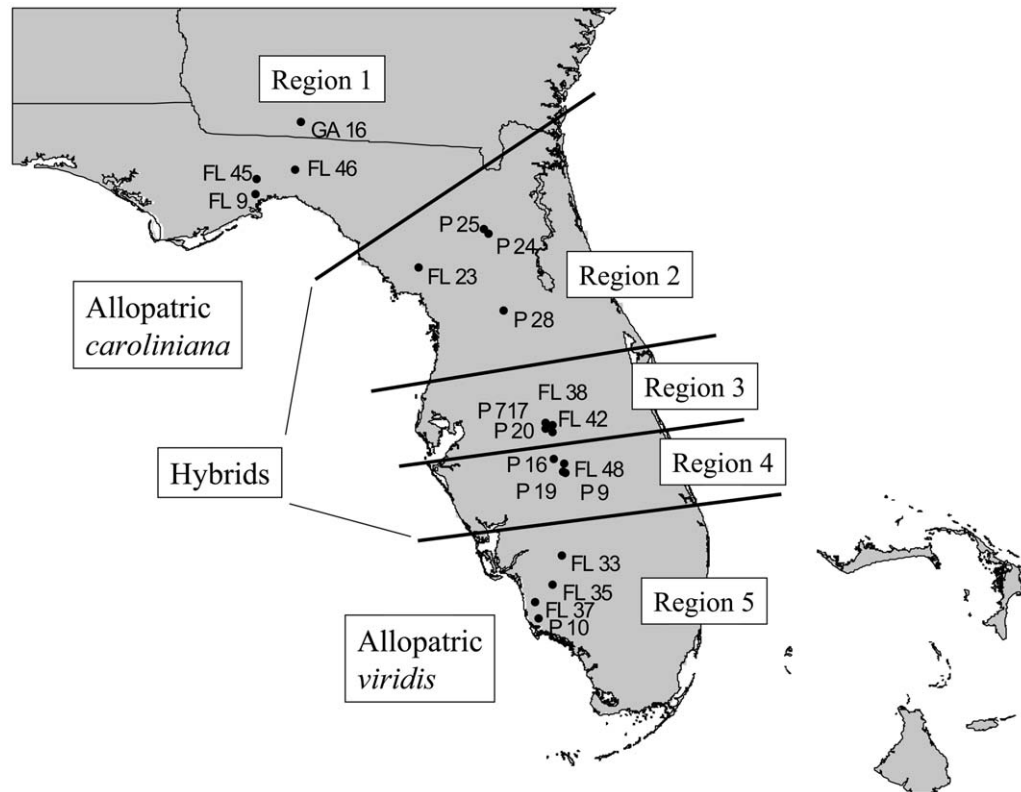 Region 1
GA 16
FL 45
FL 46
FL 9
P 25
P 24
FL 23
Region 2
Allopatric
caroliniana
P 28
Region 3
FL 38
P 717
FL 42
P 20
Hybrids
Region 4
P 16
FL 48
P 19
P 9
FL 33
FL 35
Region 5
FL 37
P 10
Allopatric
viridis